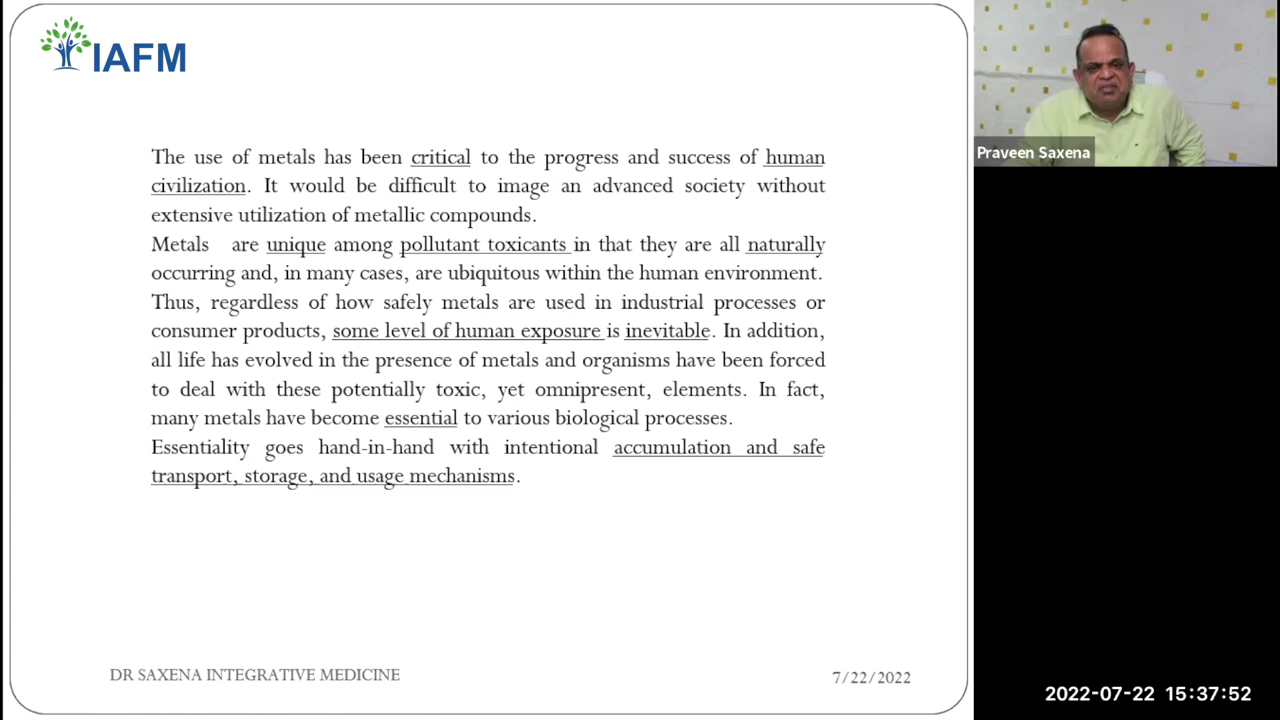 IAFM
The use of metals has been critical to the progress and success of human
civilization. It would be difficult to image an advanced society without
extensive utilization of metallic compounds.
Metals are unique among pollutant toxicants in that they are all naturally
occurring and, in many cases, are ubiquitous within the human environment.
Thus, regardless of how safely metals are used in industrial processes or
consumer products, some level of human exposure is inevitable. In addition,
all life has evolved in the presence of metals and organisms have been forced
to deal with these potentially toxic, yet omnipresent, elements. In fact,
many metals have become essential to various biological processes.
Essentiality goes hand-in-hand with intentional accumulation and safe
transport, storage, and usage mechanisms.
DR SAXENA INTEGRATIVE MEDICINE
7/22/2022
Praveen Saxena
2022-07-22 15:37:52